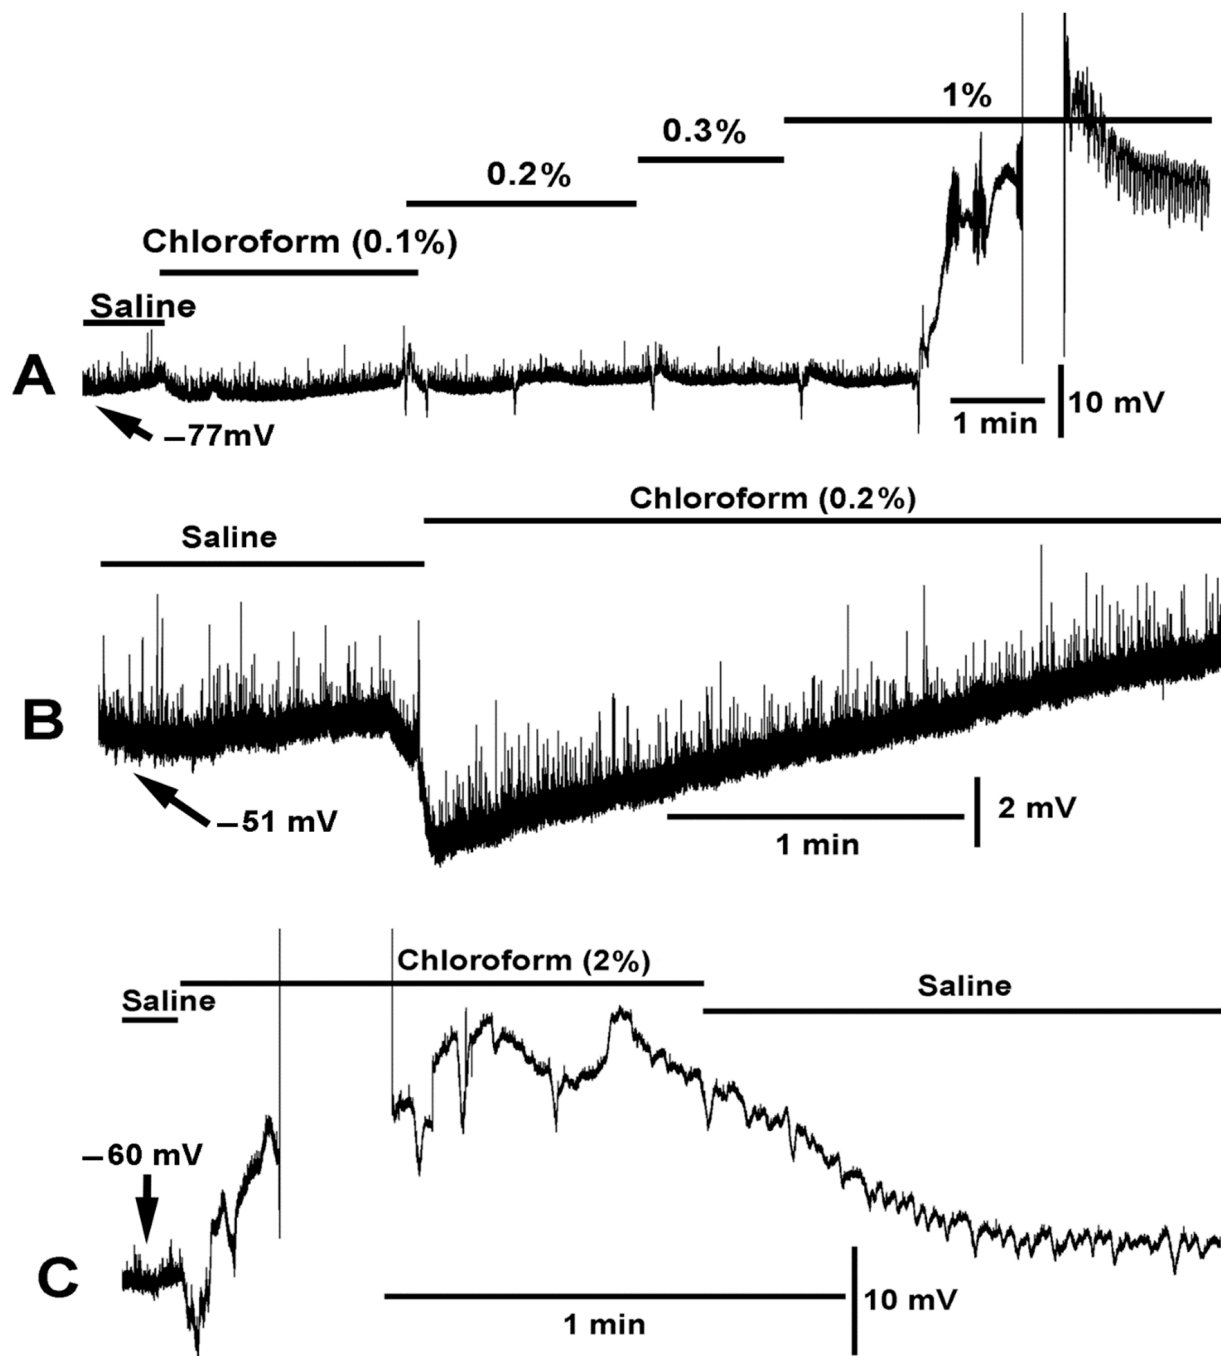 1%
0.3%
0.2%
Chloroform (0.1%)
Saline
A
–77mV
1 min
10 mV
Chloroform (0.2%)
Saline
B
–51 mV
2 mV
1 min
Chloroform (2%)
Saline
Saline
–60 mV
C
10 mV
1 min